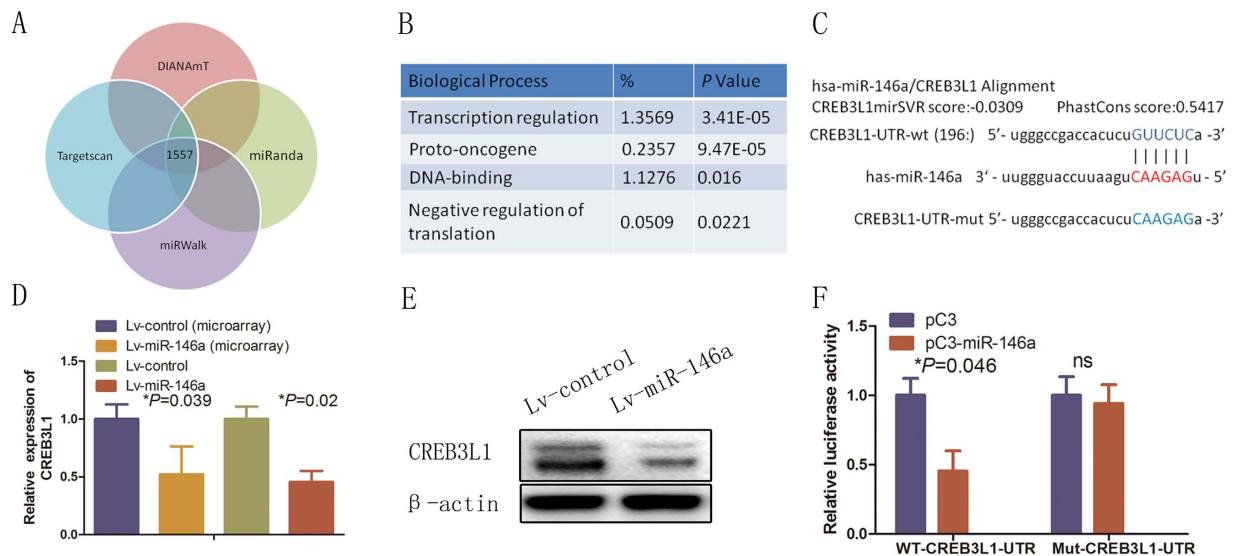 A
DIANAmT
Targetscan
1557
miRanda
miRWalk
B
Biological Process % P Value
Transcription regulation 1.3569 3.41E-05
Proto-oncogene 0.2357 9.47E-05
DNA-binding 1.1276 0.016
Negative regulation of
translation 0.0509 0.0221
C
hsa-miR-146a/CREB3L1 Alignment
CREB3L1mirSVR score:-0.0309 PhastCons score:0.5417
CREB3L1-UTR-wt (196:) 5'- ugggccgaccacucuGUUCUCa -3'
has-miR-146a 3' - uuggguaccuuaaguCAAGAGu - 5'
CREB3L1-UTR-mut 5'- ugggccgaccacucuCAAGAGa -3'
D
Lv-control (microarray)
Lv-miR-146a (microarray)
Lv-control
Lv-miR-146a
Relative expression of
CREB3L1
1.5
1.0
0.5
0.0
*P=0.039
*P=0.02
E
Lv-control
Lv-miR-146a
CREB3L1
β-actin
F
pC3
pC3-miR-146a
Relative luciferase activity
1.5
1.0
0.5
0.0
*P=0.046
ns
WT-CREB3L1-UTR
Mut-CREB3L1-UTR